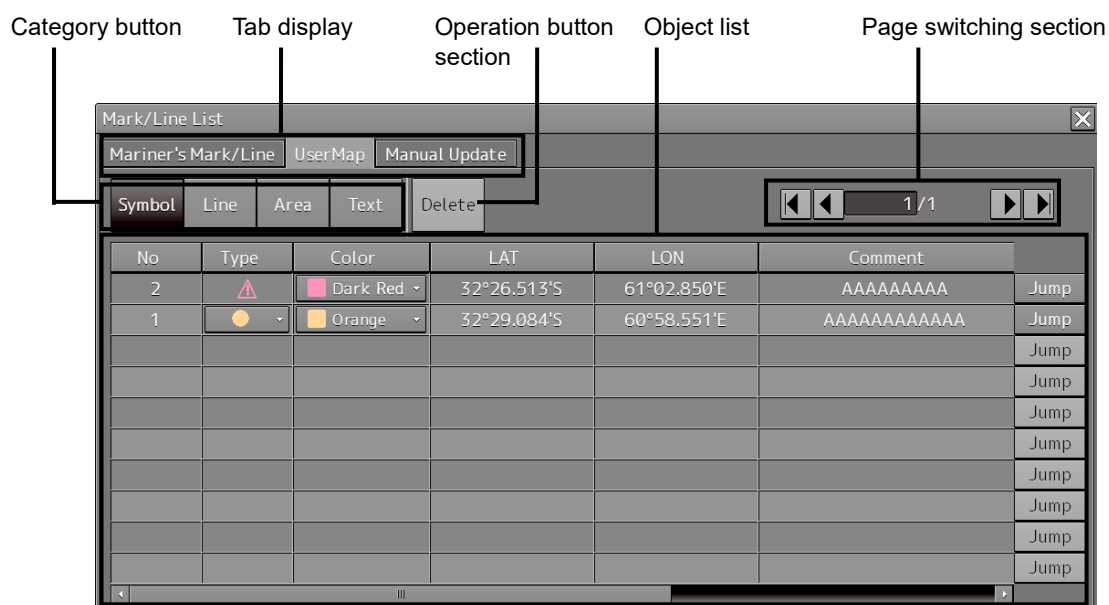 Category button Tab display Operation button section Object list Page switching section
Mark/Line List
Mariner's Mark/Line UserMap Manual Update
Symbol Line Area Text Delete 1/1
No Type Color LAT LON Comment
2 Dark Red 32°26.513'S 61°02.850'E AAAAAAAAA Jump
1 Orange 32°29.084'S 60°58.551'E AAAAAAAAAAAA Jump
Jump
Jump
Jump
Jump
Jump
Jump
Jump
Jump